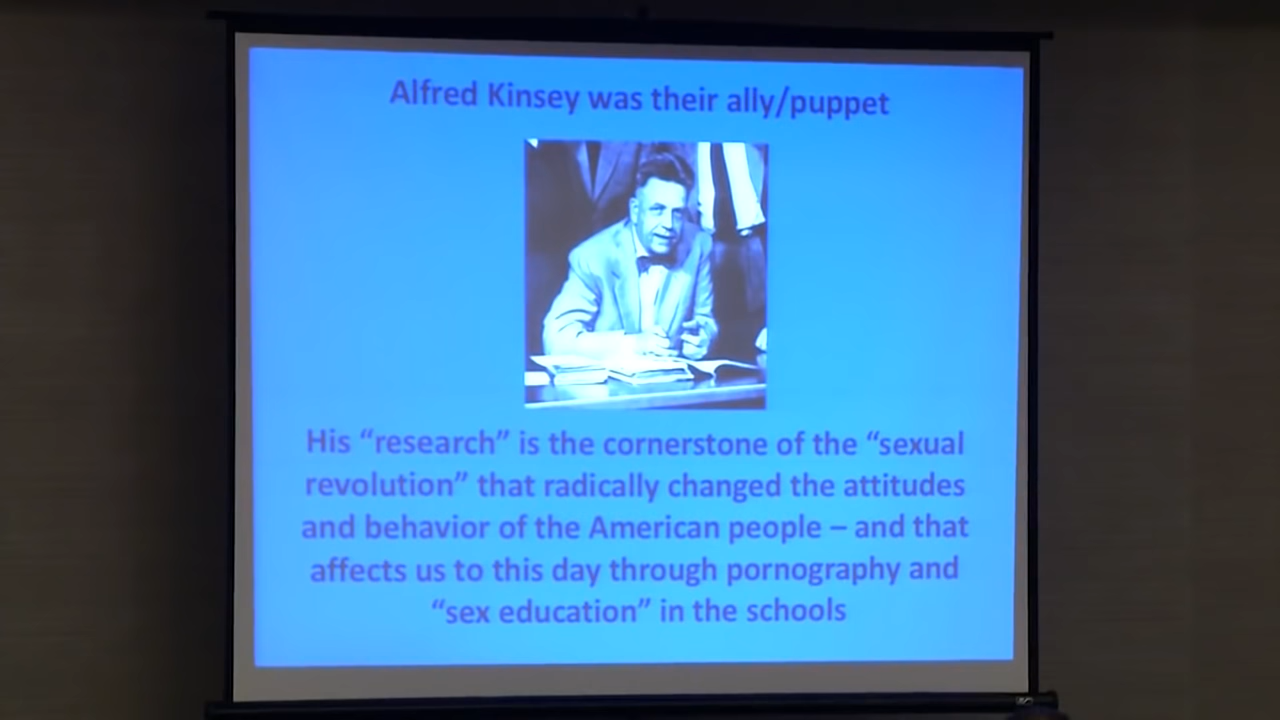 Alfred Kinsey was their ally/puppet
His “research” is the cornerstone of the “sexual
revolution” that radically changed the attitudes
and behavior of the American people – and that
affects us to this day through pornography and
“sex education” in the schools